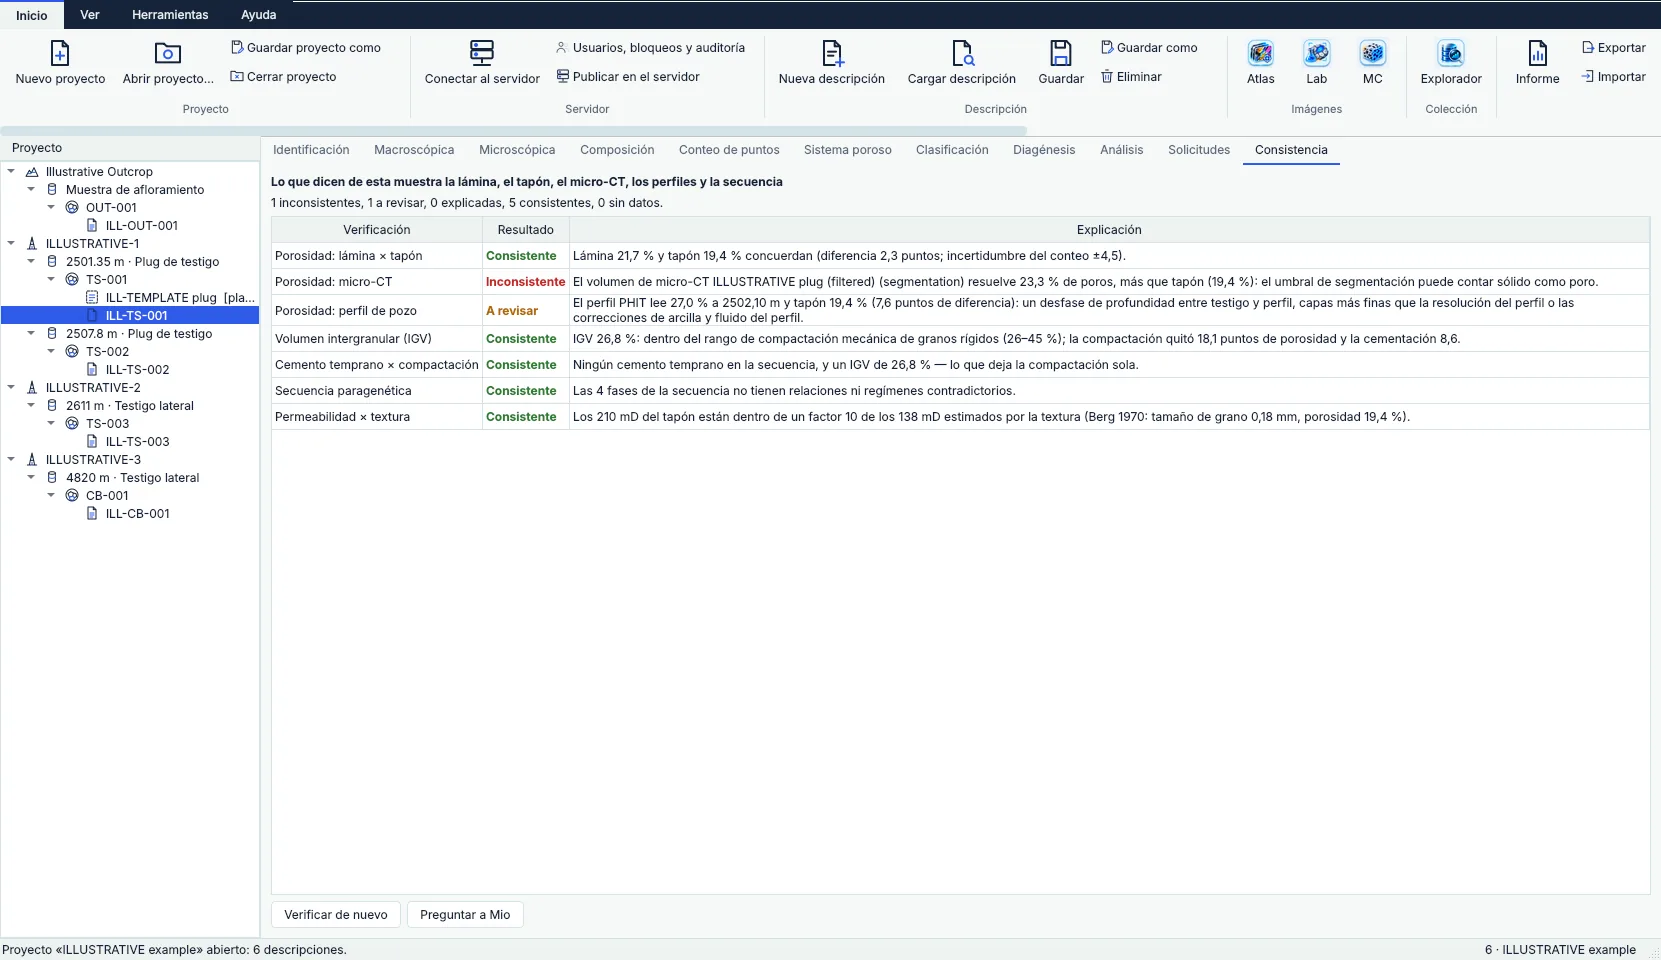 Inicio
Ver
Herramientas
Ayuda
Nuevo proyecto
Abrir proyecto...
Guardar proyecto como
Cerrar proyecto
Proyecto
Conectar al servidor
Usuarios, bloqueos y auditoría
Publicar en el servidor
Servidor
Nueva descripción
Cargar descripción
Guardar
Guardar como
Eliminar
Descripción
Atlas
Lab
MC
Imágenes
Explorador
Colección
Informe
Exportar
Importar
Proyecto
Illustrative Outcrop
Muestra de afloramiento
OUT-001
ILL-OUT-001
ILLUSTRATIVE-1
2501.35 m · Plug de testigo
TS-001
ILL-TEMPLATE plug [pla...
ILL-TS-001
2507.8 m · Plug de testigo
TS-002
ILL-TS-002
ILLUSTRATIVE-2
2611 m · Testigo lateral
TS-003
ILL-TS-003
ILLUSTRATIVE-3
4820 m · Testigo lateral
CB-001
ILL-CB-001
Identificación
Macroscópica
Microscópica
Composición
Conteo de puntos
Sistema poroso
Clasificación
Diagénesis
Análisis
Solicitudes
Consistencia
Lo que dicen de esta muestra la lámina, el tapón, el micro-CT, los perfiles y la secuencia
1 inconsistentes, 1 a revisar, 0 explicadas, 5 consistentes, 0 sin datos.
Verificación
Resultado
Explicación
Porosidad: lámina × tapón
Consistente
Lámina 21,7 % y tapón 19,4 % concuerdan (diferencia 2,3 puntos; incertidumbre del conteo ±4,5).
Porosidad: micro-CT
Inconsistente
El volumen de micro-CT ILLUSTRATIVE plug (filtered) (segmentation) resuelve 23,3 % de poros, más que tapón (19,4 %): el umbral de segmentación puede contar sólido como poro.
Porosidad: perfil de pozo
A revisar
El perfil PHIT lee 27,0 % a 2502,10 m y tapón 19,4 % (7,6 puntos de diferencia): un desfase de profundidad entre testigo y perfil, capas más finas que la resolución del perfil o las
correcciones de arcilla y fluido del perfil.
Volumen intergranular (IGV)
Consistente
IGV 26,8 %: dentro del rango de compactación mecánica de granos rígidos (26–45 %); la compactación quitó 18,1 puntos de porosidad y la cementación 8,6.
Cemento temprano × compactación
Consistente
Ningún cemento temprano en la secuencia, y un IGV de 26,8 % — lo que deja la compactación sola.
Secuencia paragenética
Consistente
Las 4 fases de la secuencia no tienen relaciones ni regímenes contradictorios.
Permeabilidad × textura
Consistente
Los 210 mD del tapón están dentro de un factor 10 de los 138 mD estimados por la textura (Berg 1970: tamaño de grano 0,18 mm, porosidad 19,4 %).
Verificar de nuevo
Preguntar a Mio
Proyecto «ILLUSTRATIVE example» abierto: 6 descripciones.
6 · ILLUSTRATIVE example